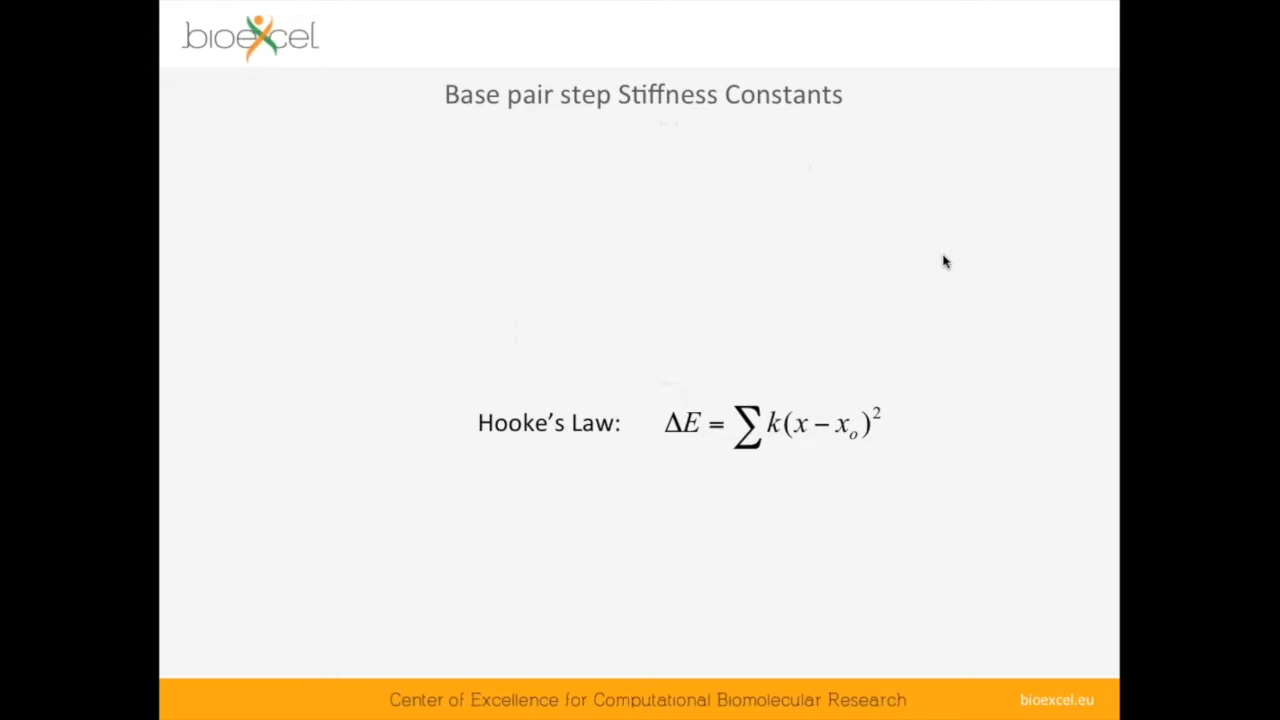 bioexcel
Base pair step Stiffness Constants
Hooke's Law: ΔE = ∑ k(x − xₒ)²
Center of Excellence for Computational Biomolecular Research
bioexcel.eu